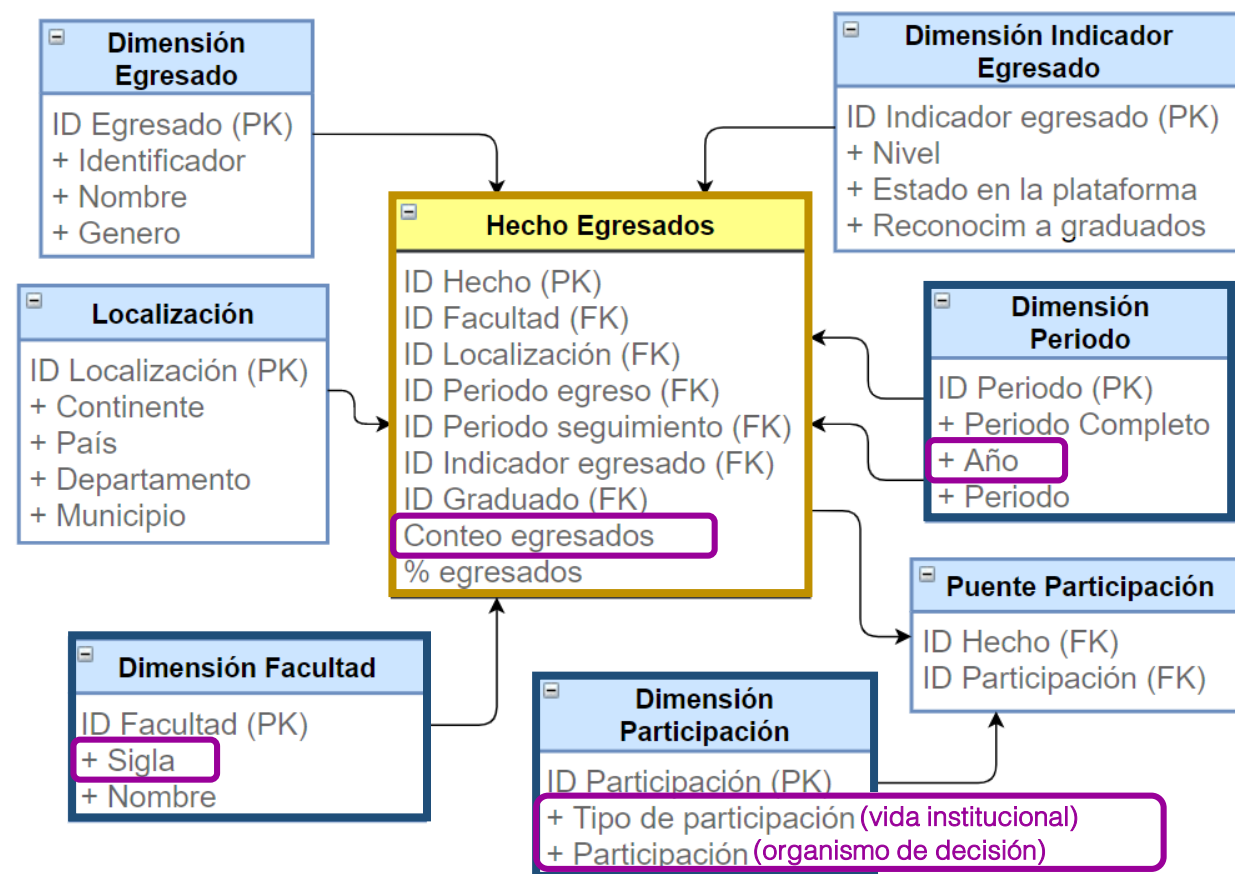 Dimensión
Egresado
ID Egresado (PK)
+ Identificador
+ Nombre
+ Genero
Dimensión Indicador
Egresado
ID Indicador egresado (PK)
+ Nivel
+ Estado en la plataforma
+ Reconocim a graduados
Hecho Egresados
ID Hecho (PK)
ID Facultad (FK)
ID Localización (FK)
ID Periodo egreso (FK)
ID Periodo seguimiento (FK)
ID Indicador egresado (FK)
ID Graduado (FK)
Conteo egresados
% egresados
Localización
ID Localización (PK)
+ Continente
+ País
+ Departamento
+ Municipio
Dimensión
Periodo
ID Periodo (PK)
+ Periodo Completo
+ Año
+ Periodo
Puente Participación
ID Hecho (FK)
ID Participación (FK)
Dimensión Facultad
ID Facultad (PK)
+ Sigla
+ Nombre
Dimensión
Participación
ID Participación (PK)
+ Tipo de participación (vida institucional)
+ Participación (organismo de decisión)